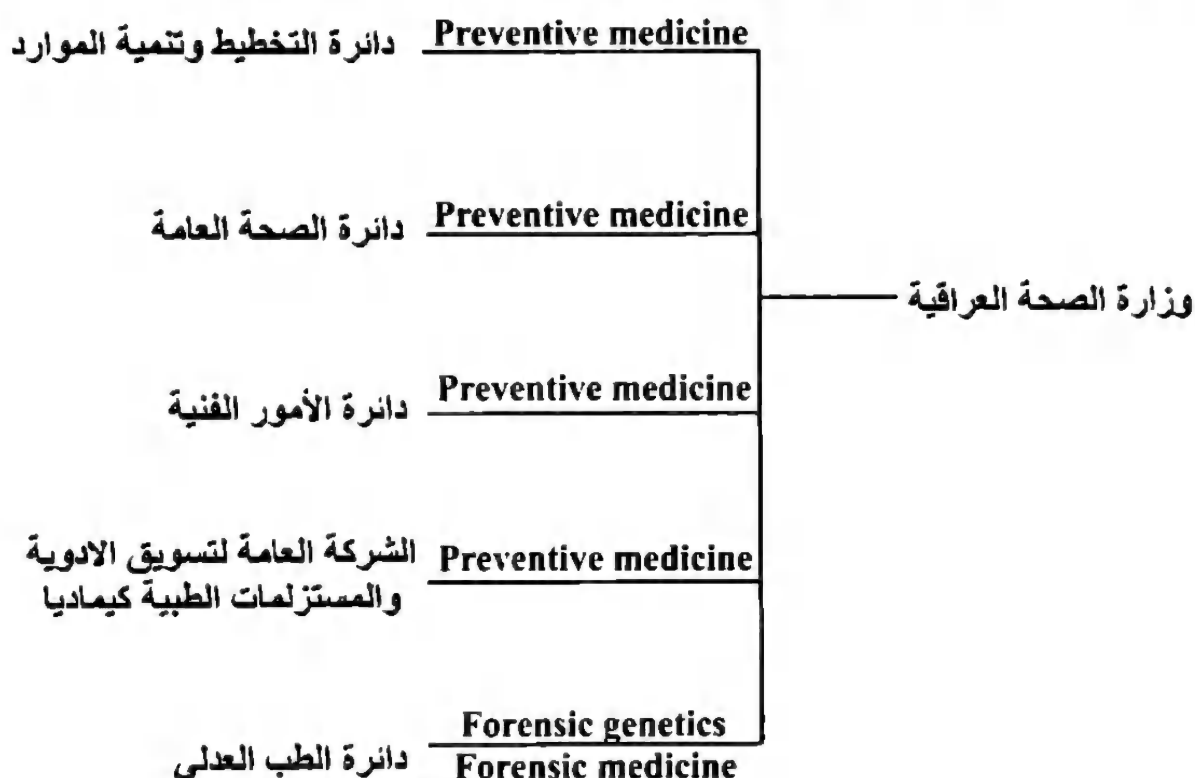 وزارة الصحة العراقية
Preventive medicine
دائرة التخطيط وتنمية الموارد
Preventive medicine
دائرة الصحة العامة
Preventive medicine
دائرة الأمور الفنية
Preventive medicine
الشركة العامة لتسويق الادوية
والمستزلمات الطبية كيماديا
Forensic genetics
Forensic medicine
دائرة الطب العدلي